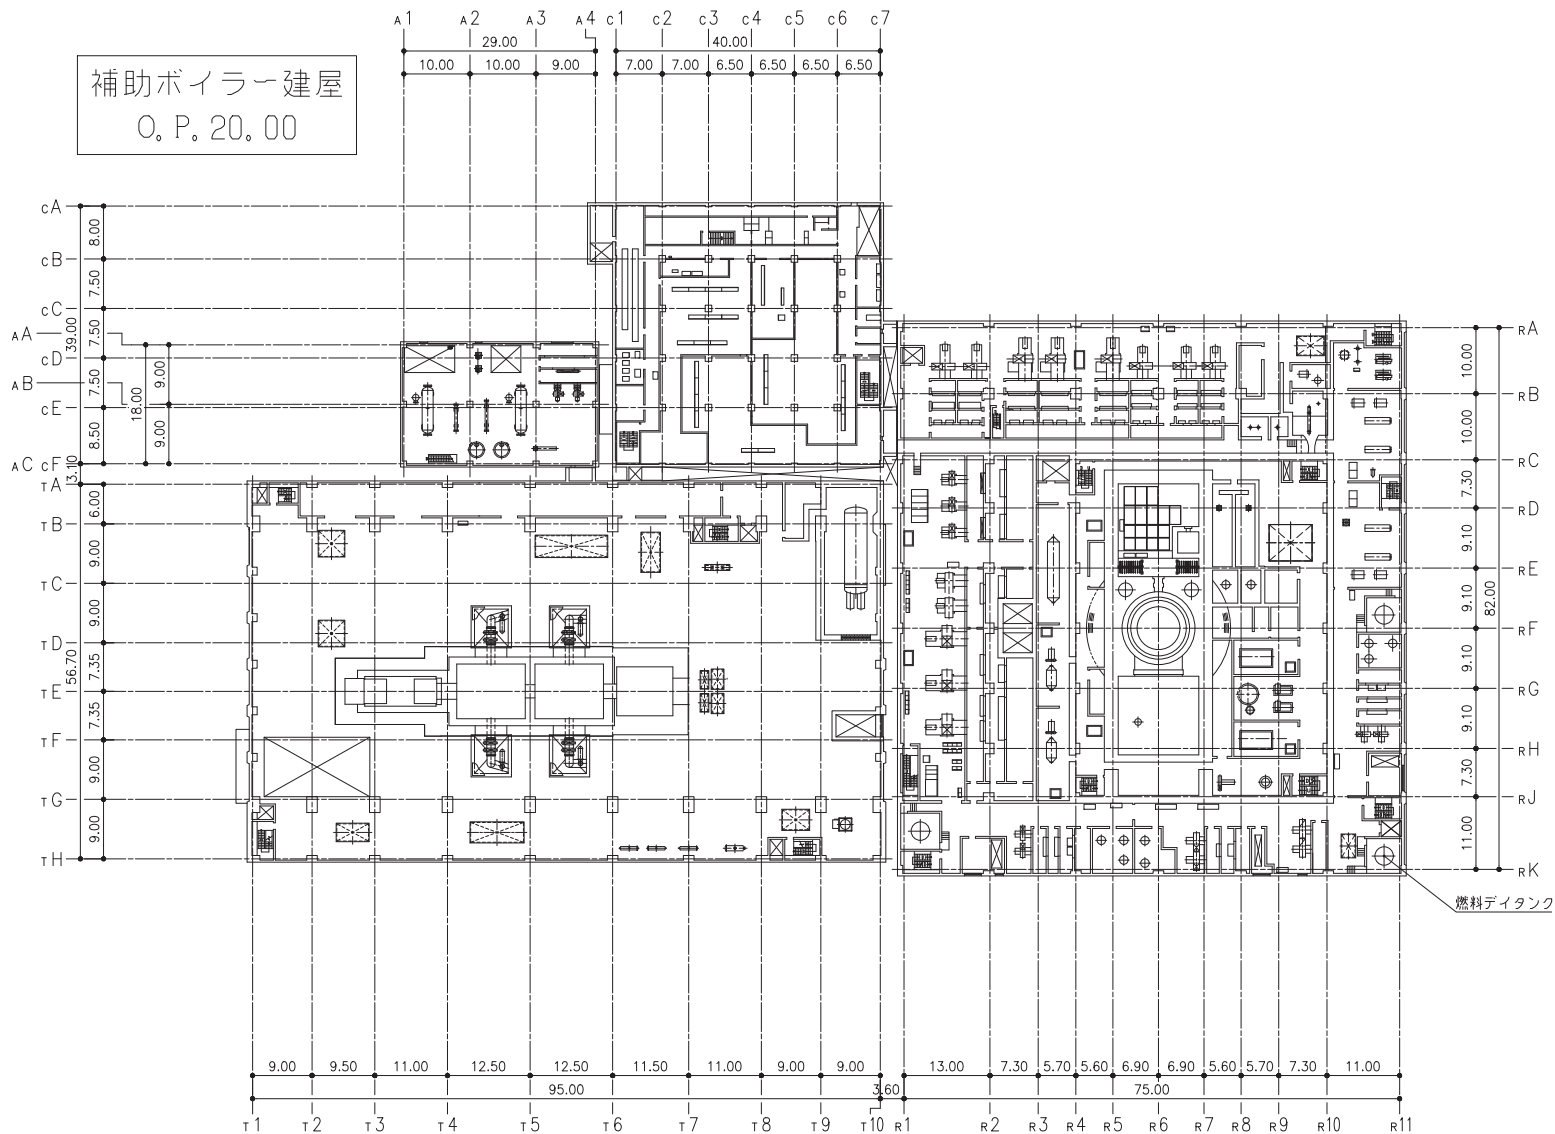 A1 A2 A3 A4 C1 C2 C3 C4 C5 C6 C7
29.00 40.00
10.00 10.00 9.00 7.00 7.00 6.50 6.50 6.50 6.50
補助ボイラー建屋
O.P.20.00
CA
8.00
CB
7.50
CC
AA
39.00 7.50
CD
AB
7.50
CE
8.50
AC CF
18.00 9.00 9.00
3.10
TA
6.00
TB
9.00
TC
9.00
TD
56.70 7.35
TE
7.35
TF
9.00
TG
9.00
TH
RA
10.00
RB
10.00
RC
7.30
RD
9.10
RE
9.10 82.00
RF
9.10
RG
9.10
RH
7.30
RJ
11.00
RK
燃料デイタンク
9.00 9.50 11.00 12.50 12.50 11.50 11.00 9.00 9.00 13.00 7.30 5.70 5.60 6.90 6.90 5.60 5.70 7.30 11.00
95.00 3.60 75.00
T1 T2 T3 T4 T5 T6 T7 T8 T9 T10 R1 R2 R3 R4 R5 R6 R7 R8 R9 R10 R11